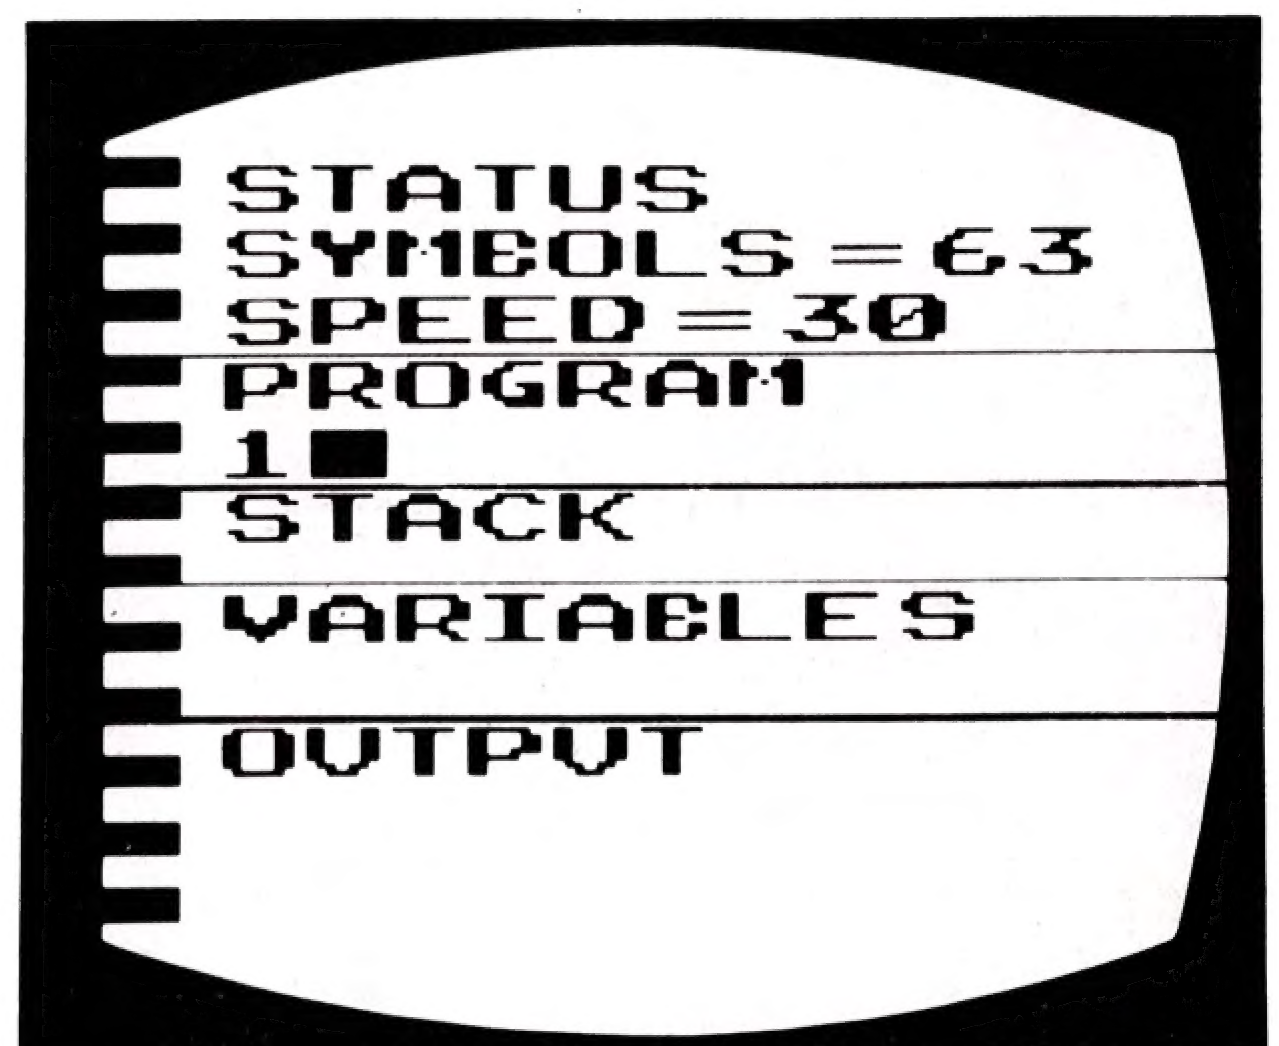 STATUS
SYMBOLS = 63
SPEED = 30
PROGRAM
1
STACK
VARIABLES
OUTPUT